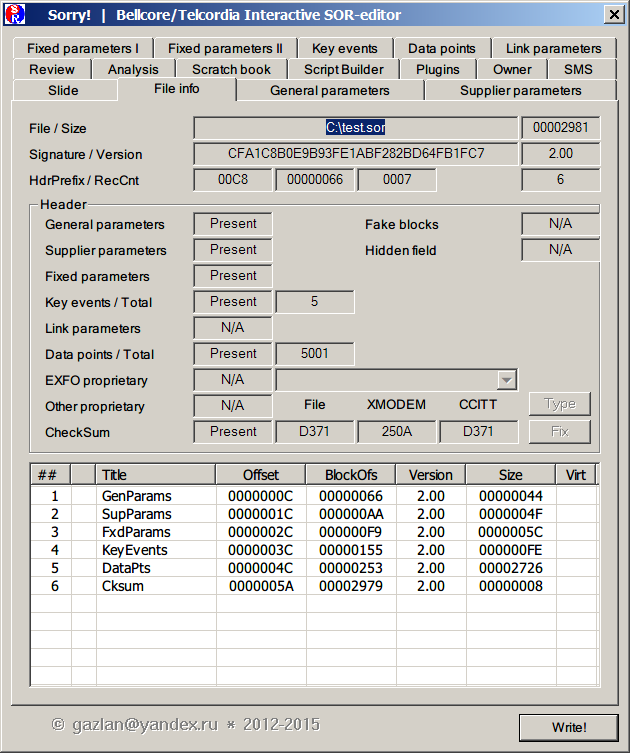 Sorry! | Bellcore/Telcordia Interactive SOR-editor
Fixed parameters I Fixed parameters II Key events Data points Link parameters
Review Analysis Scratch book Script Builder Plugins Owner SMS
Slide File info General parameters Supplier parameters
File / Size C:\test.sor 00002981
Signature / Version CFA1C8B0E9B93FE1ABF282BD64FB1FC7 2.00
HdrPrefix / RecCnt 00C8 00000066 0007 6
Header
General parameters Present Fake blocks N/A
Supplier parameters Present Hidden field N/A
Fixed parameters Present
Key events / Total Present 5
Link parameters N/A
Data points / Total Present 5001
EXFO proprietary N/A
Other proprietary N/A File XMODEM CCITT Type
CheckSum Present D371 250A D371 Fix
## Title Offset BlockOfs Version Size Virt
1 GenParams 0000000C 00000066 2.00 00000044
2 SupParams 0000001C 000000AA 2.00 0000004F
3 FxdParams 0000002C 000000F9 2.00 0000005C
4 KeyEvents 0000003C 00000155 2.00 000000FE
5 DataPts 0000004C 00000253 2.00 00002726
6 Cksum 0000005A 00002979 2.00 00000008
© gazlan@yandex.ru * 2012-2015 Write!